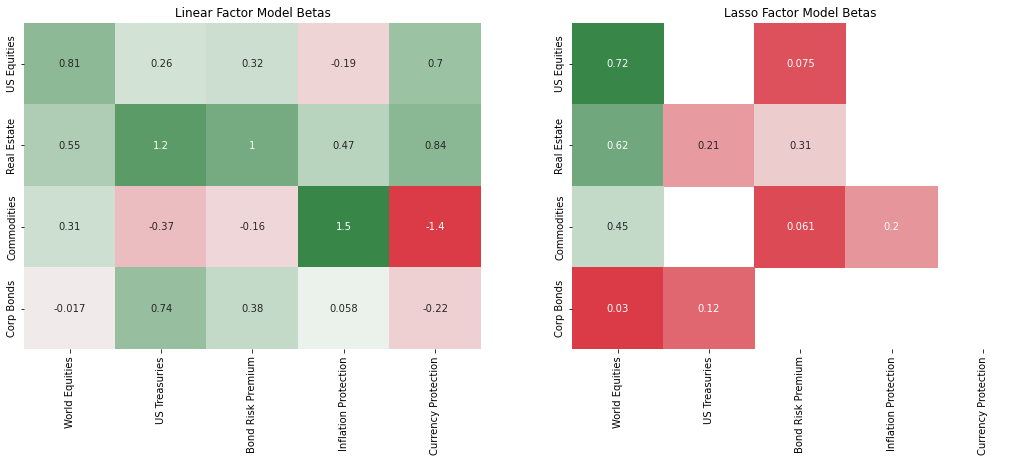 Linear Factor Model Betas
US Equities
0.81 0.26 0.32 -0.19 0.7
Real Estate
0.55 1.2 1 0.47 0.84
Commodities
0.31 -0.37 -0.16 1.5 -1.4
Corp Bonds
-0.017 0.74 0.38 0.058 -0.22
World Equities
US Treasuries
Bond Risk Premium
Inflation Protection
Currency Protection
Lasso Factor Model Betas
US Equities
0.72 0.075
Real Estate
0.62 0.21 0.31
Commodities
0.45 0.061 0.2
Corp Bonds
0.03 0.12
World Equities
US Treasuries
Bond Risk Premium
Inflation Protection
Currency Protection